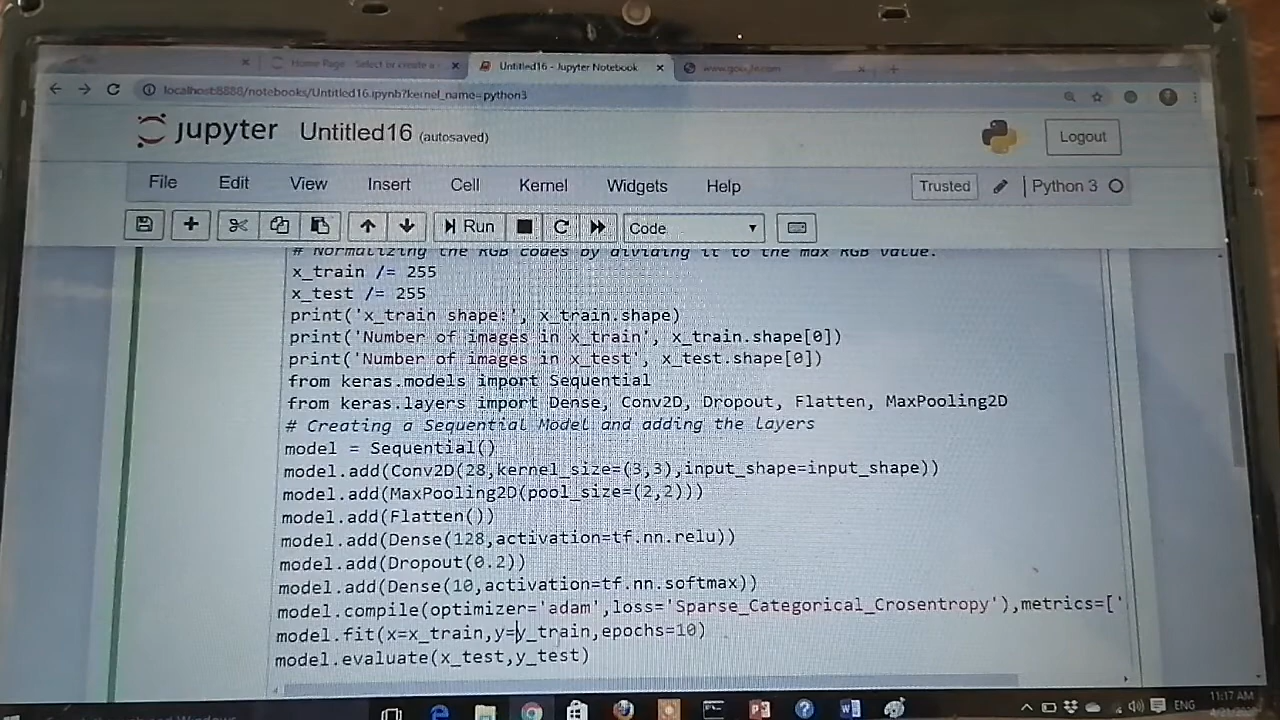 Home Page - Select or create a
Untitled16 - Jupyter Notebook
localhost:8888/notebooks/Untitled16.ipynb?kernel_name=python3
jupyter Untitled16 (autosaved)
Logout
File Edit View Insert Cell Kernel Widgets Help
Trusted Python 3
Run Code
# Normalizing the RGB codes by dividing it to the max RGB value.
x_train /= 255
x_test /= 255
print('x_train shape:', x_train.shape)
print('Number of images in x_train', x_train.shape[0])
print('Number of images in x_test', x_test.shape[0])
from keras.models import Sequential
from keras.layers import Dense, Conv2D, Dropout, Flatten, MaxPooling2D
# Creating a Sequential Model and adding the layers
model = Sequential()
model.add(Conv2D(28,kernel_size=(3,3),input_shape=input_shape))
model.add(MaxPooling2D(pool_size=(2,2)))
model.add(Flatten())
model.add(Dense(128,activation=tf.nn.relu))
model.add(Dropout(0.2))
model.add(Dense(10,activation=tf.nn.softmax))
model.compile(optimizer='adam',loss='Sparse_Categorical_Crosentropy'),metrics=['
model.fit(x=x_train,y=y_train,epochs=10)
model.evaluate(x_test,y_test)
ENG
11:17 AM